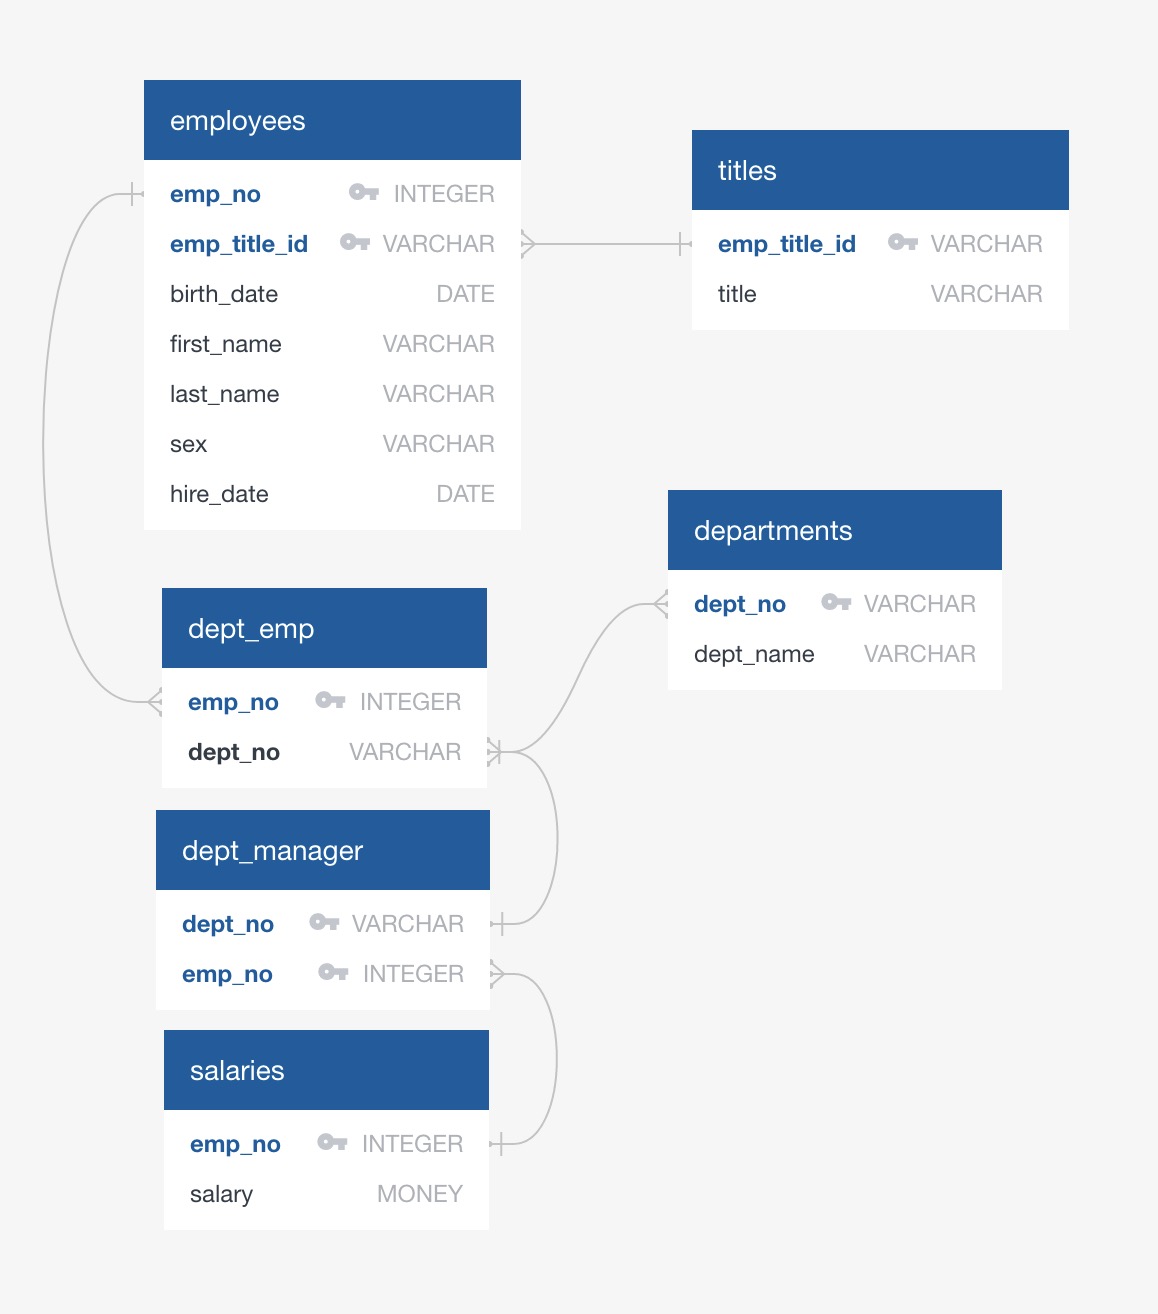 employees
emp_no INTEGER
emp_title_id VARCHAR
birth_date DATE
first_name VARCHAR
last_name VARCHAR
sex VARCHAR
hire_date DATE
titles
emp_title_id VARCHAR
title VARCHAR
departments
dept_no VARCHAR
dept_name VARCHAR
dept_emp
emp_no INTEGER
dept_no VARCHAR
dept_manager
dept_no VARCHAR
emp_no INTEGER
salaries
emp_no INTEGER
salary MONEY